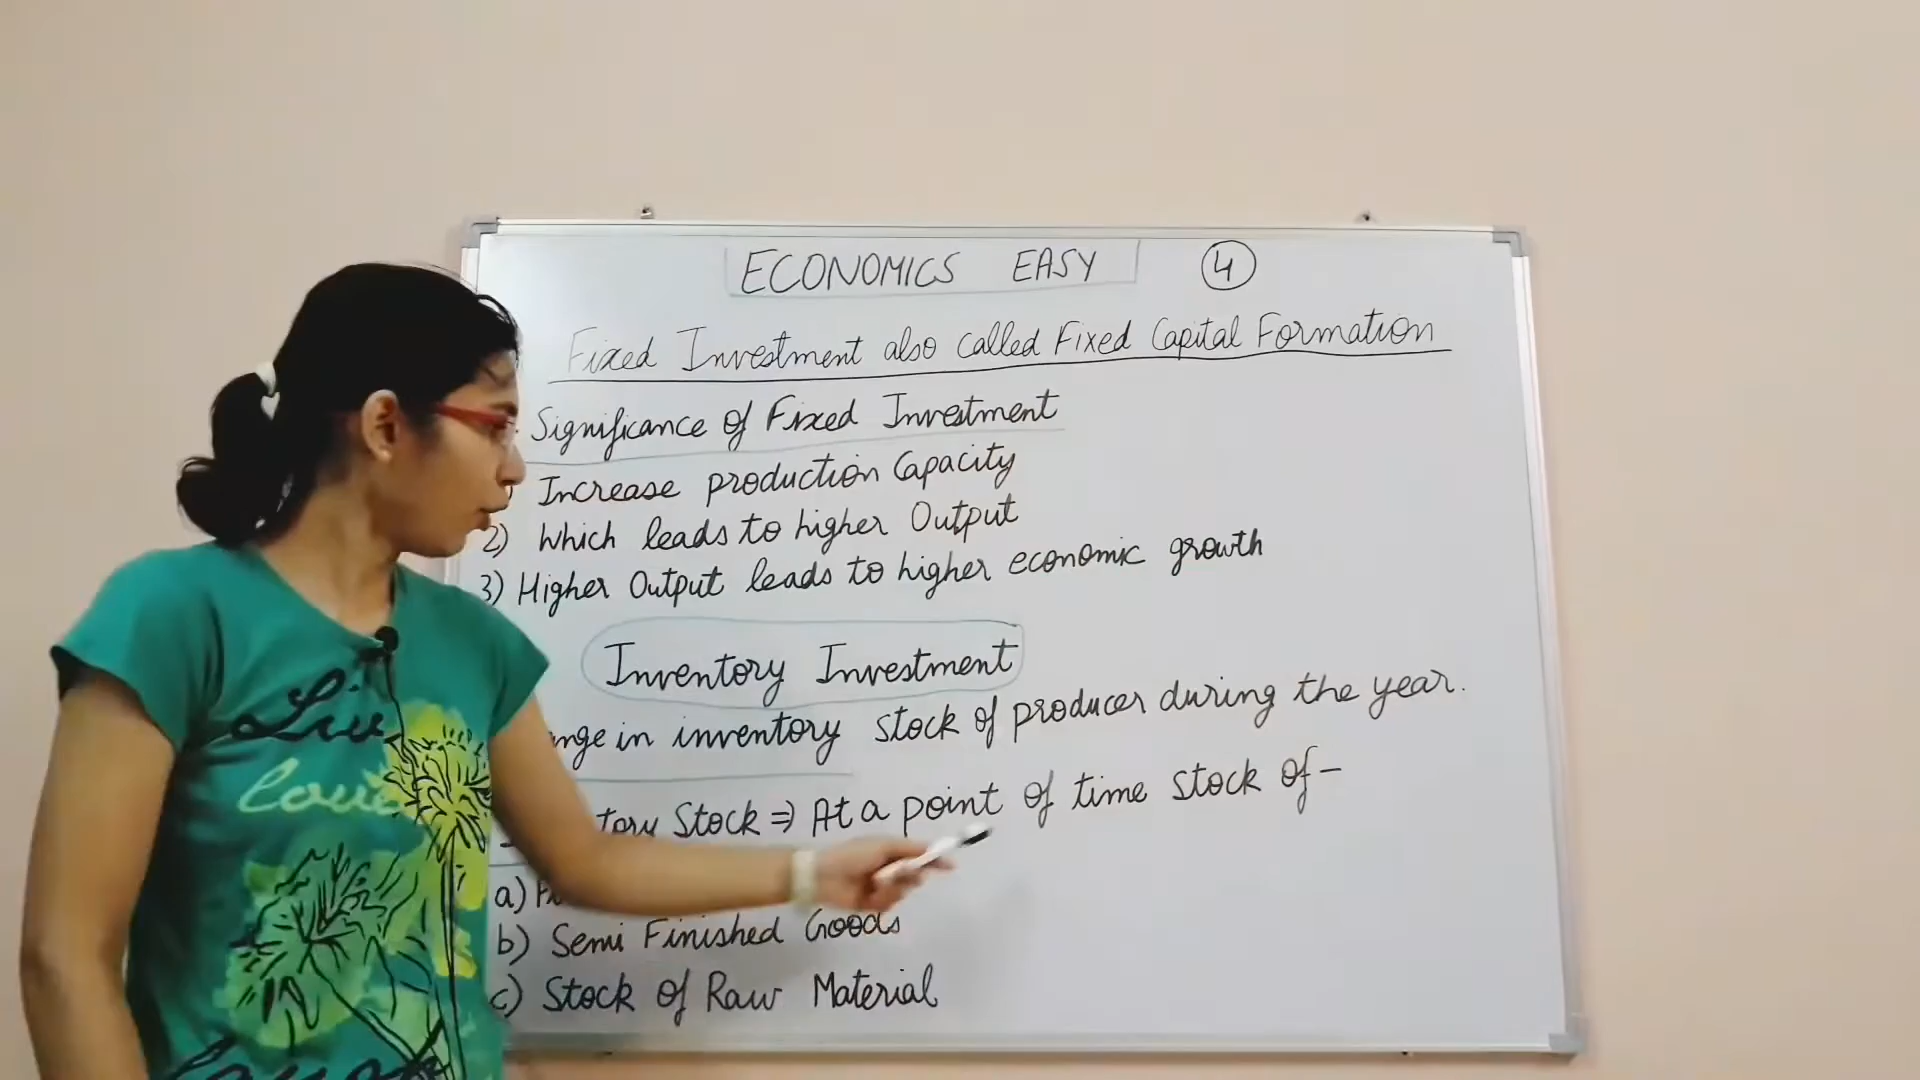 ECONOMICS EASY 4
Fixed Investment also called Fixed Capital Formation
Significance of Fixed Investment
Increase production Capacity
2) Which leads to higher Output
3) Higher Output leads to higher economic growth
Inventory Investment
in inventory stock of producer during the year.
Stock ⇒ At a point of time stock of-
a)
b) Semi Finished Goods
c) Stock of Raw Material
Live
Love